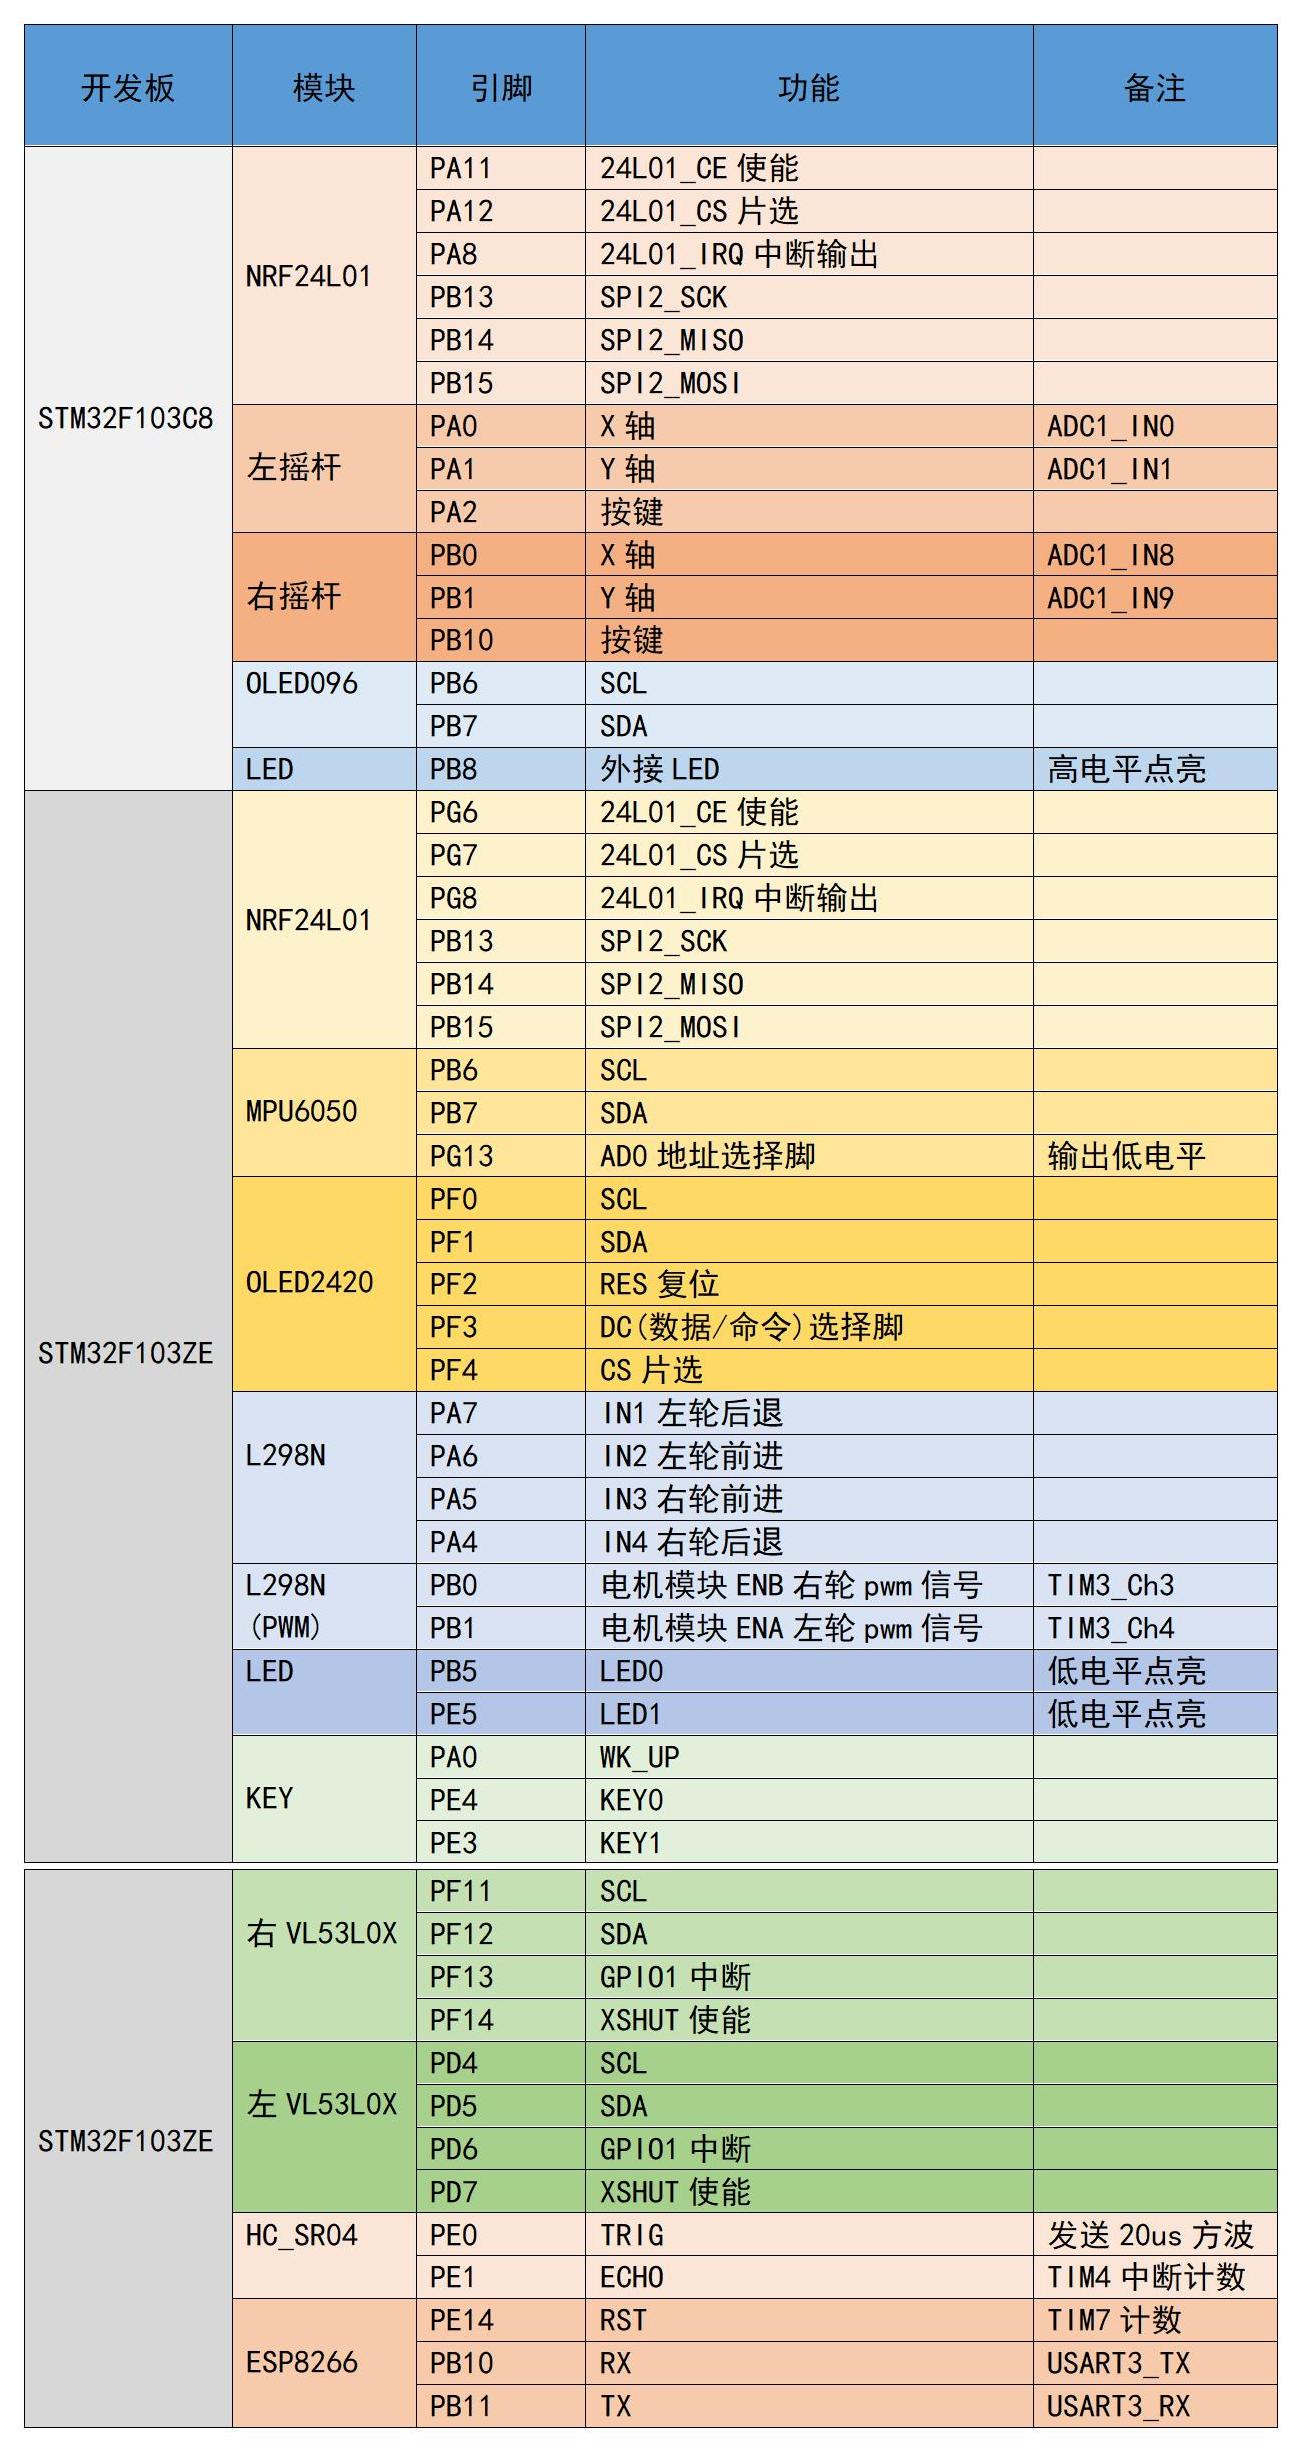 开发板 模块 引脚 功能 备注
STM32F103C8 NRF24L01 PA11 24L01_CE 使能
PA12 24L01_CS 片选
PA8 24L01_IRQ 中断输出
PB13 SPI2_SCK
PB14 SPI2_MISO
PB15 SPI2_MOSI
左摇杆 PA0 X 轴 ADC1_IN0
PA1 Y 轴 ADC1_IN1
PA2 按键
右摇杆 PB0 X 轴 ADC1_IN8
PB1 Y 轴 ADC1_IN9
PB10 按键
OLED096 PB6 SCL
PB7 SDA
LED PB8 外接 LED 高电平点亮
STM32F103ZE NRF24L01 PG6 24L01_CE 使能
PG7 24L01_CS 片选
PG8 24L01_IRQ 中断输出
PB13 SPI2_SCK
PB14 SPI2_MISO
PB15 SPI2_MOSI
MPU6050 PB6 SCL
PB7 SDA
PG13 AD0 地址选择脚 输出低电平
OLED2420 PF0 SCL
PF1 SDA
PF2 RES 复位
PF3 DC(数据/命令)选择脚
PF4 CS 片选
L298N PA7 IN1 左轮后退
PA6 IN2 左轮前进
PA5 IN3 右轮前进
PA4 IN4 右轮后退
L298N PB0 电机模块 ENB 右轮 pwm 信号 TIM3_Ch3
(PWM) PB1 电机模块 ENA 左轮 pwm 信号 TIM3_Ch4
LED PB5 LED0 低电平点亮
PE5 LED1 低电平点亮
KEY PA0 WK_UP
PE4 KEY0
PE3 KEY1
STM32F103ZE 右 VL53L0X PF11 SCL
PF12 SDA
PF13 GPIO1 中断
PF14 XSHUT 使能
左 VL53L0X PD4 SCL
PD5 SDA
PD6 GPIO1 中断
PD7 XSHUT 使能
HC_SR04 PE0 TRIG 发送 20us 方波
PE1 ECHO TIM4 中断计数
ESP8266 PE14 RST TIM7 计数
PB10 RX USART3_TX
PB11 TX USART3_RX